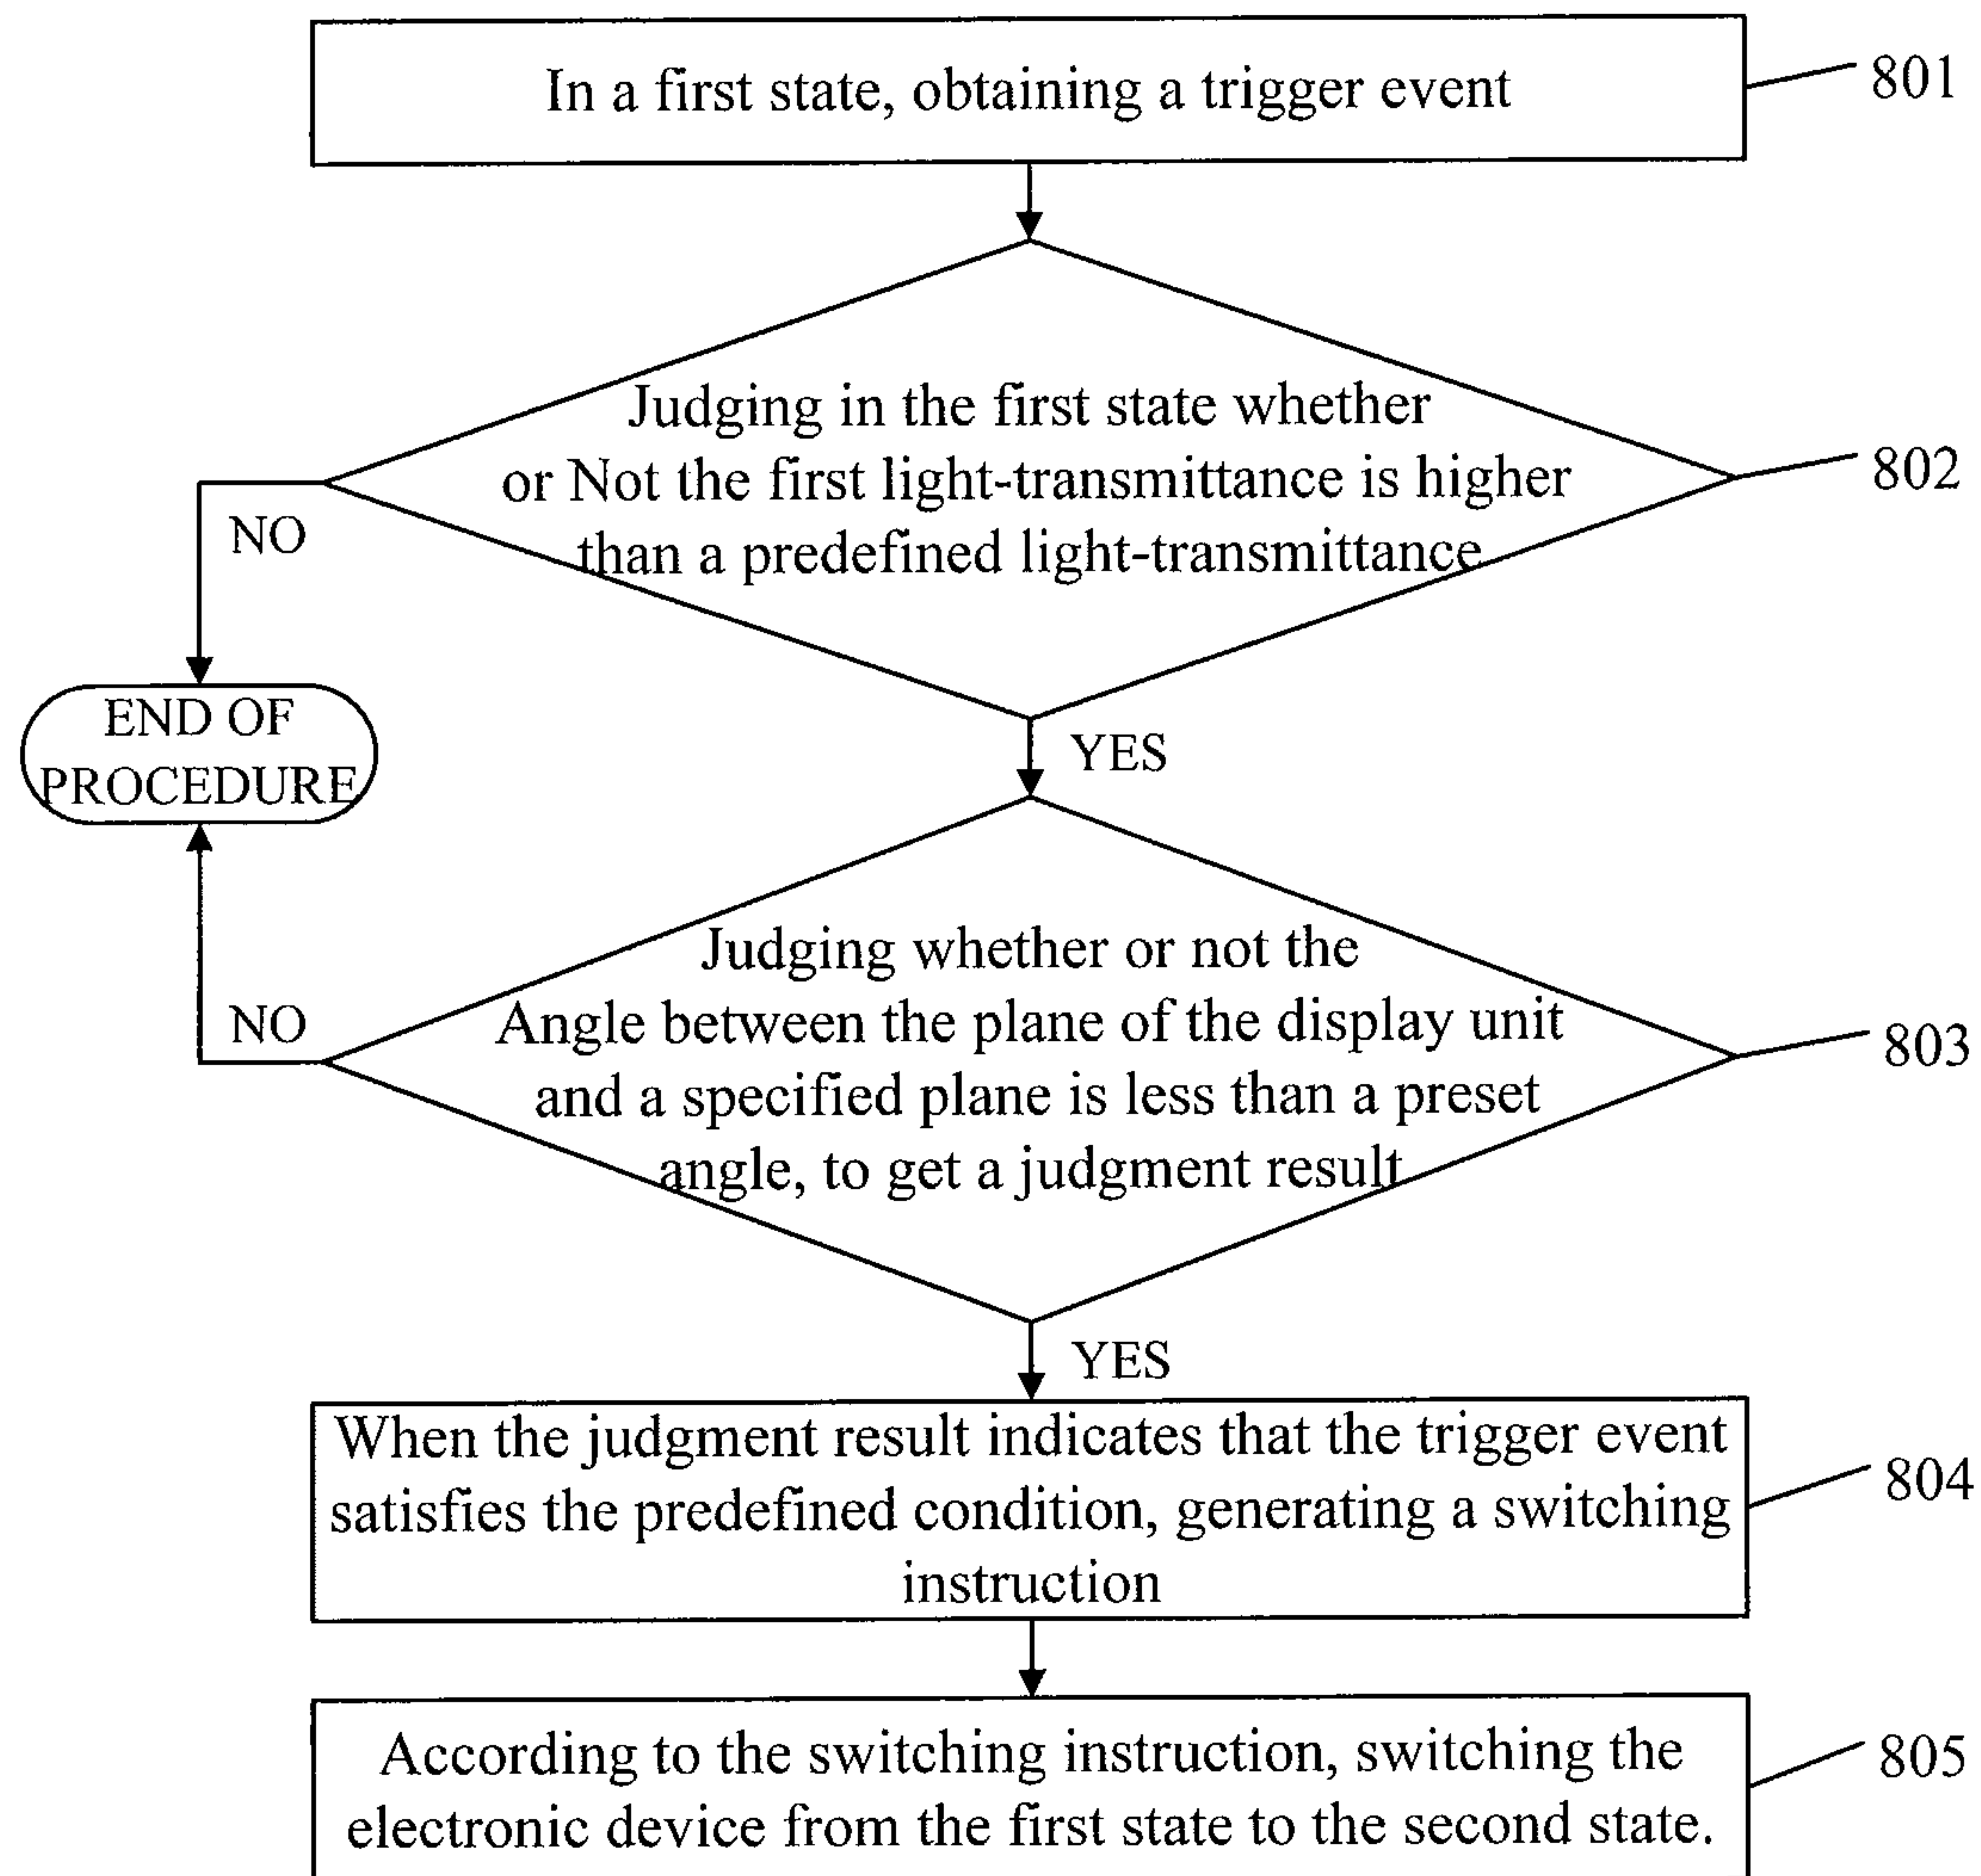 In a first state, obtaining a trigger event
801
Judging in the first state whether
or Not the first light-transmittance is higher
than a predefined light-transmittance
802
NO
END OF
PROCEDURE
YES
Judging whether or not the
Angle between the plane of the display unit
and a specified plane is less than a preset
angle, to get a judgment result
803
NO
YES
When the judgment result indicates that the trigger event
satisfies the predefined condition, generating a switching
instruction
804
According to the switching instruction, switching the
electronic device from the first state to the second state.
805